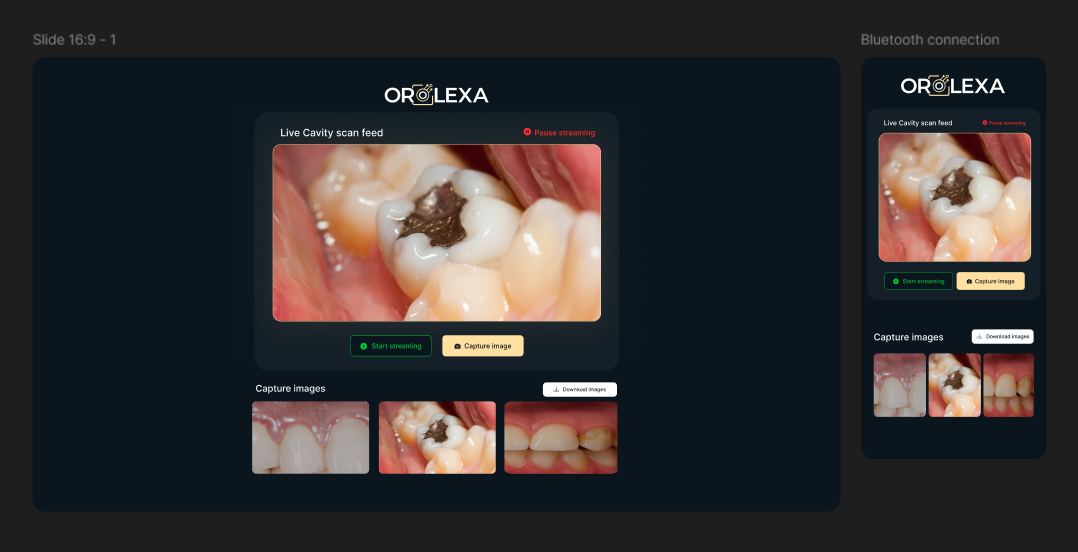 Slide 16:9 - 1
OROLEXA
Live Cavity scan feed
Pause streaming
Start streaming
Capture image
Capture images
Download images
Bluetooth connection
OROLEXA
Live Cavity scan feed
Pause streaming
Start streaming
Capture image
Capture images
Download images